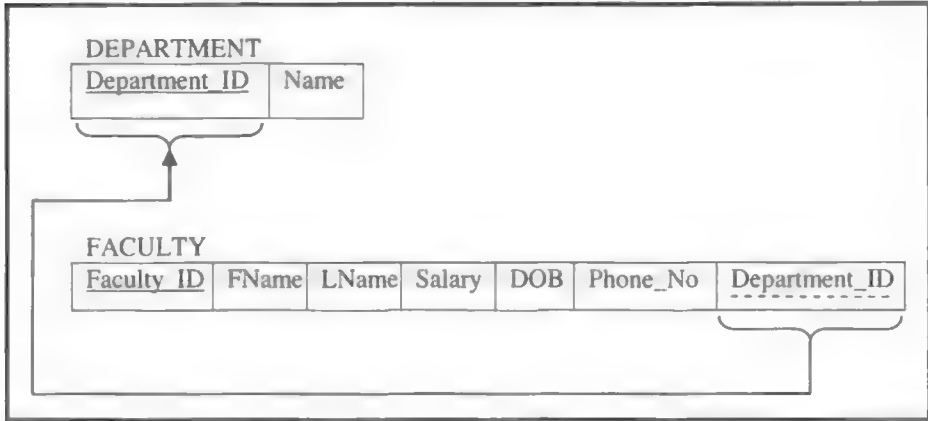 DEPARTMENT
Department_ID Name
FACULTY
Faculty_ID FName LName Salary DOB Phone_No Department_ID